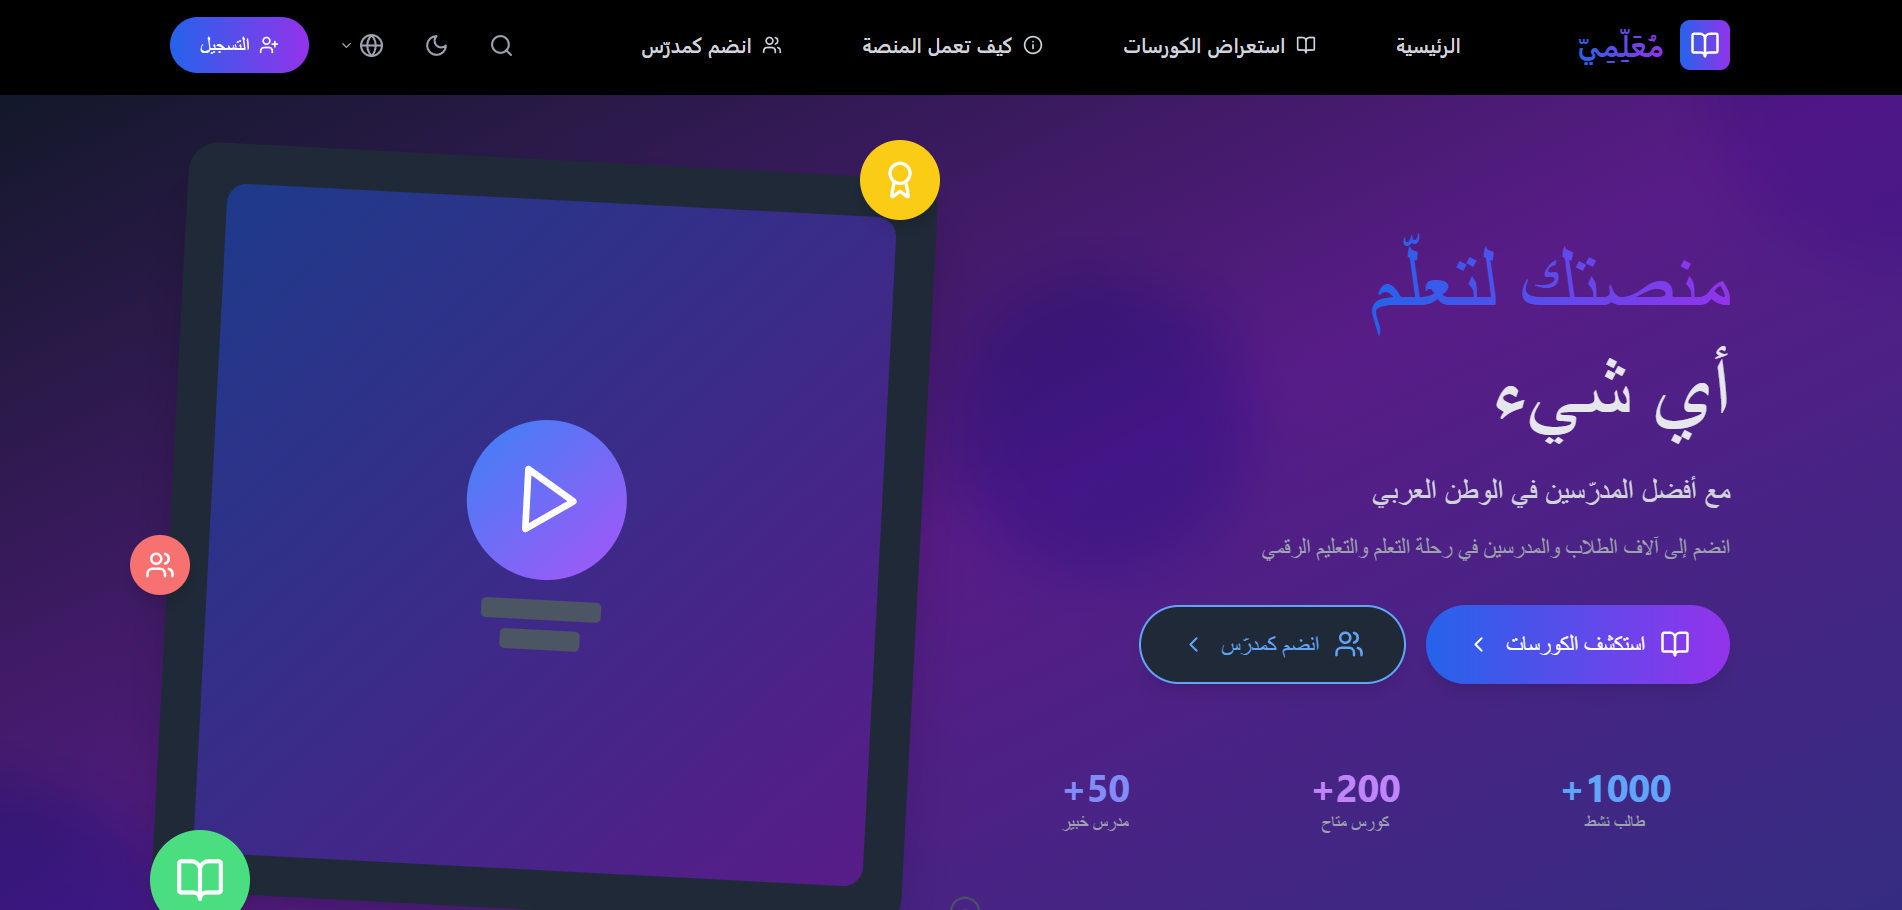 مُعَلِّمِيّ
الرئيسية
استعراض الكورسات
كيف تعمل المنصة
انضم كمدرّس
التسجيل
منصتك لتعلّم
أي شيء
مع أفضل المدرّسين في الوطن العربي
انضم إلى آلاف الطلاب والمدرسين في رحلة التعلم والتعليم الرقمي
استكشف الكورسات
انضم كمدرّس
+1000
طالب نشط
+200
كورس متاح
+50
مدرس خبير